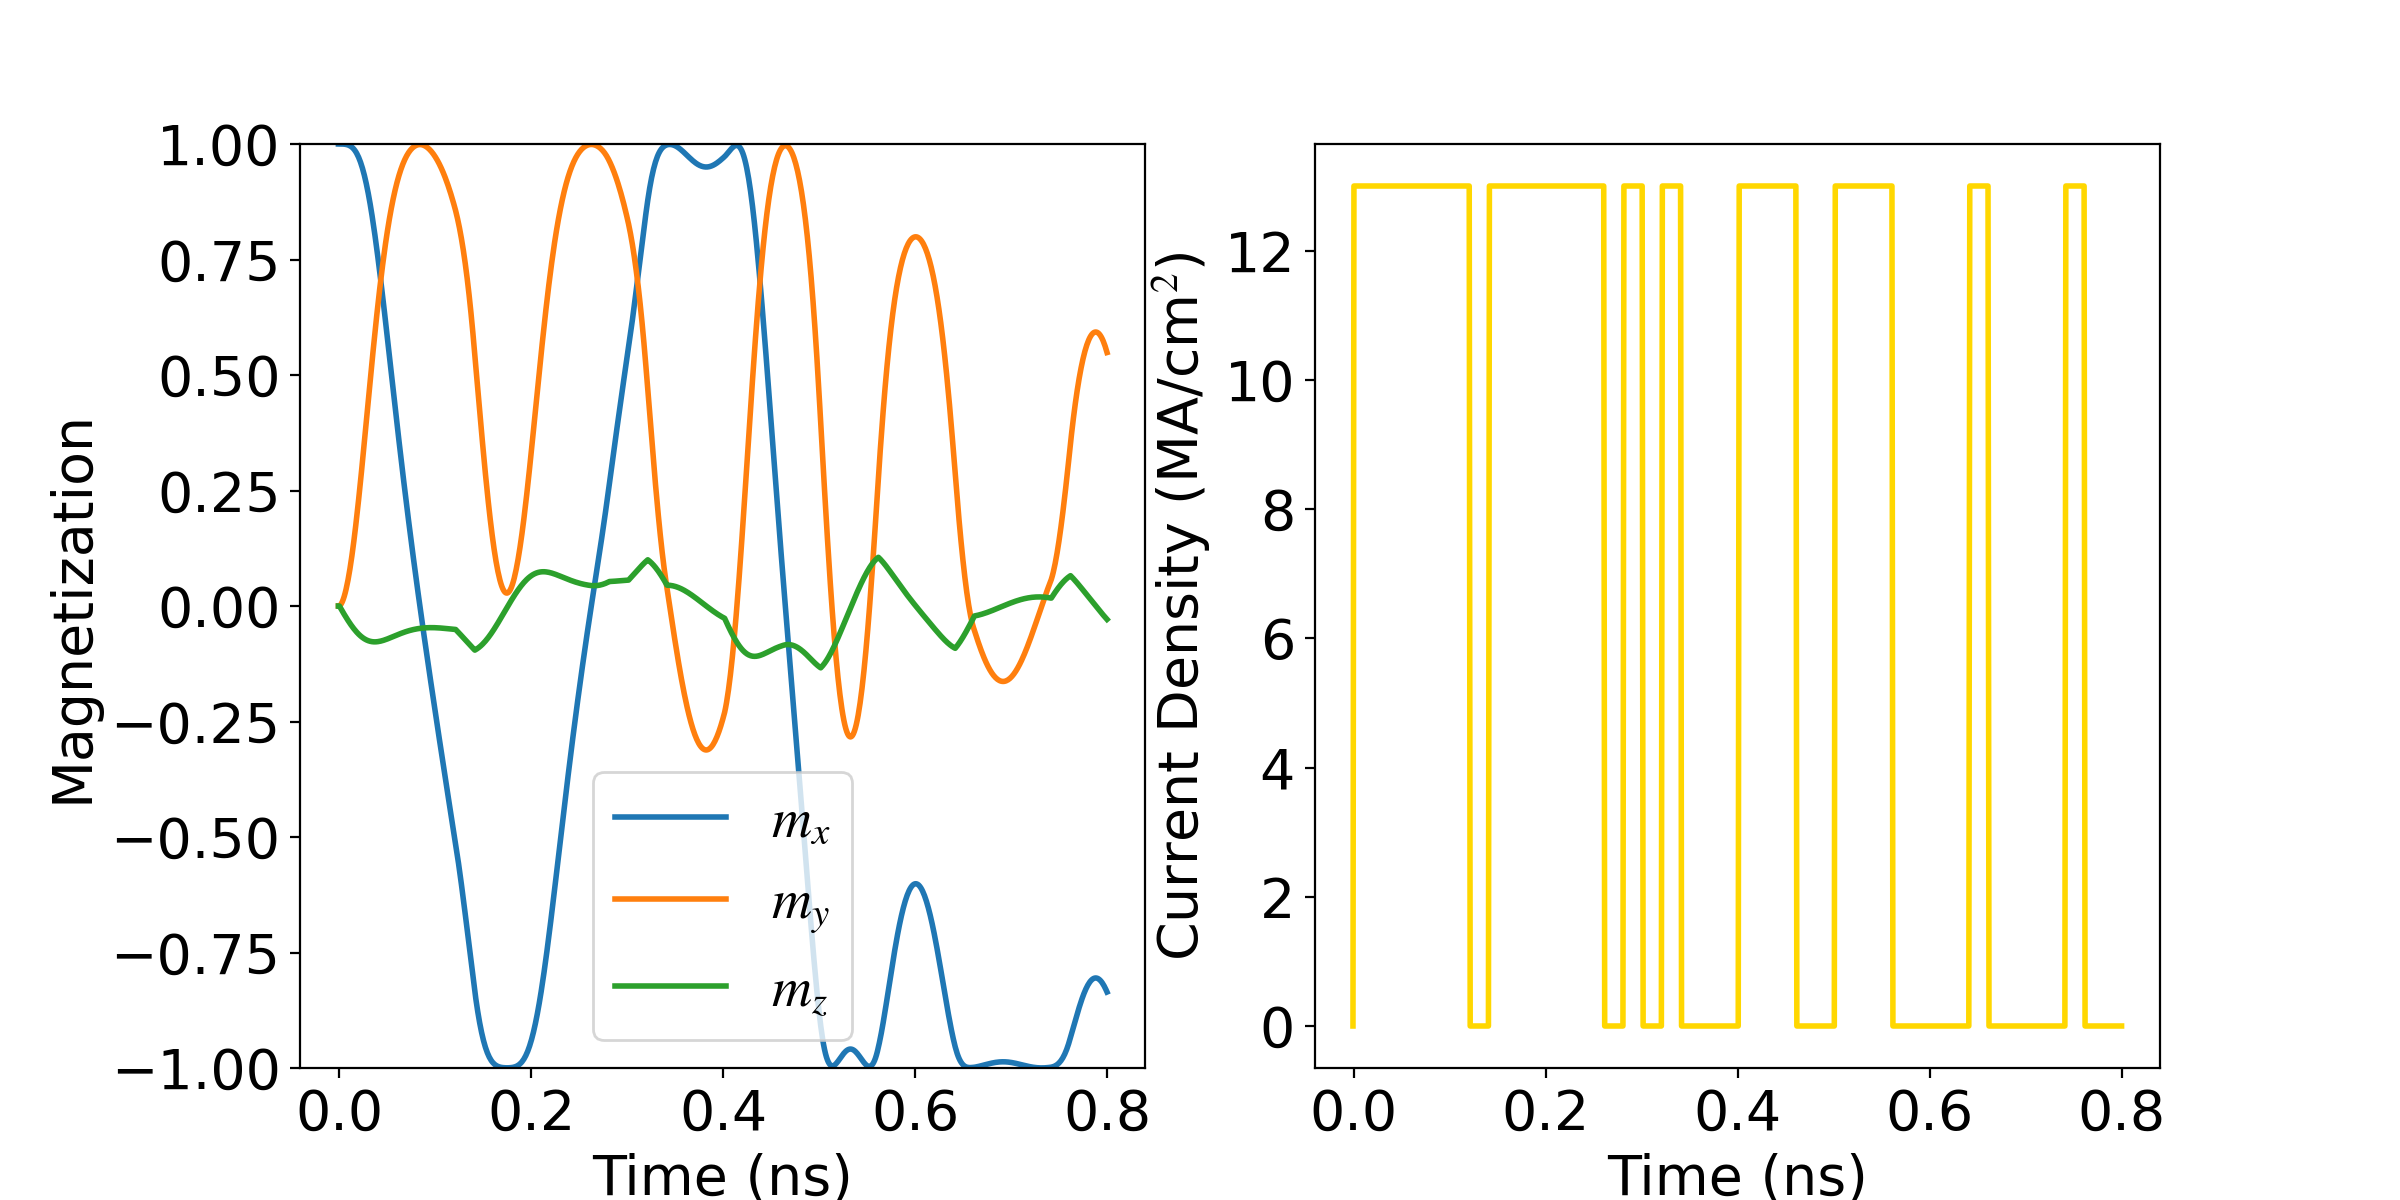 Magnetization
1.00
0.75
0.50
0.25
0.00
−0.25
−0.50
−0.75
−1.00
0.0 0.2 0.4 0.6 0.8
Time (ns)
m_x
m_y
m_z
Current Density (MA/cm²)
12
10
8
6
4
2
0
0.0 0.2 0.4 0.6 0.8
Time (ns)